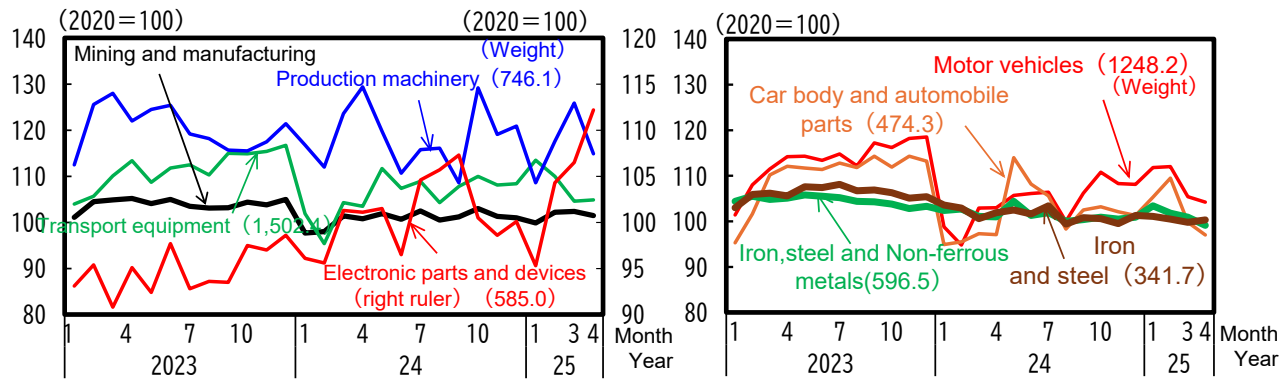 (2020＝100)
(2020＝100)
140
130
120
110
100
90
80
120
115
110
105
100
95
90
Mining and manufacturing
(Weight)
Production machinery（746.1）
Transport equipment（1,502.4）
Electronic parts and devices
（right ruler）（585.0）
1 4 7 10 1 4 7 10 1 3 4 Month
2023 24 25 Year
(2020＝100)
140
130
120
110
100
90
80
Motor vehicles（1248.2）
（Weight）
Car body and automobile
parts（474.3）
Iron,steel and Non-ferrous
metals(596.5)
Iron
and steel（341.7）
1 4 7 10 1 4 7 10 1 3 4 Month
2023 24 25 Year